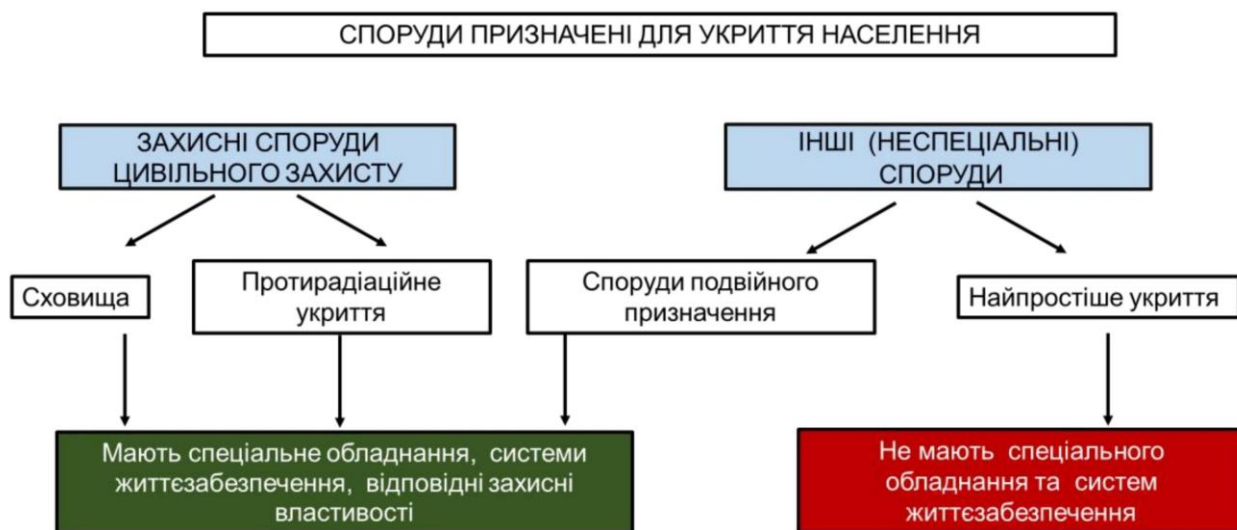 СПОРУДИ ПРИЗНАЧЕНІ ДЛЯ УКРИТТЯ НАСЕЛЕННЯ
ЗАХИСНІ СПОРУДИ
ЦИВІЛЬНОГО ЗАХИСТУ
ІНШІ (НЕСПЕЦІАЛЬНІ)
СПОРУДИ
Сховища
Протирадіаційне
укриття
Споруди подвійного
призначення
Найпростіше укриття
Мають спеціальне обладнання, системи
життєзабезпечення, відповідні захисні
властивості
Не мають спеціального
обладнання та систем
життєзабезпечення